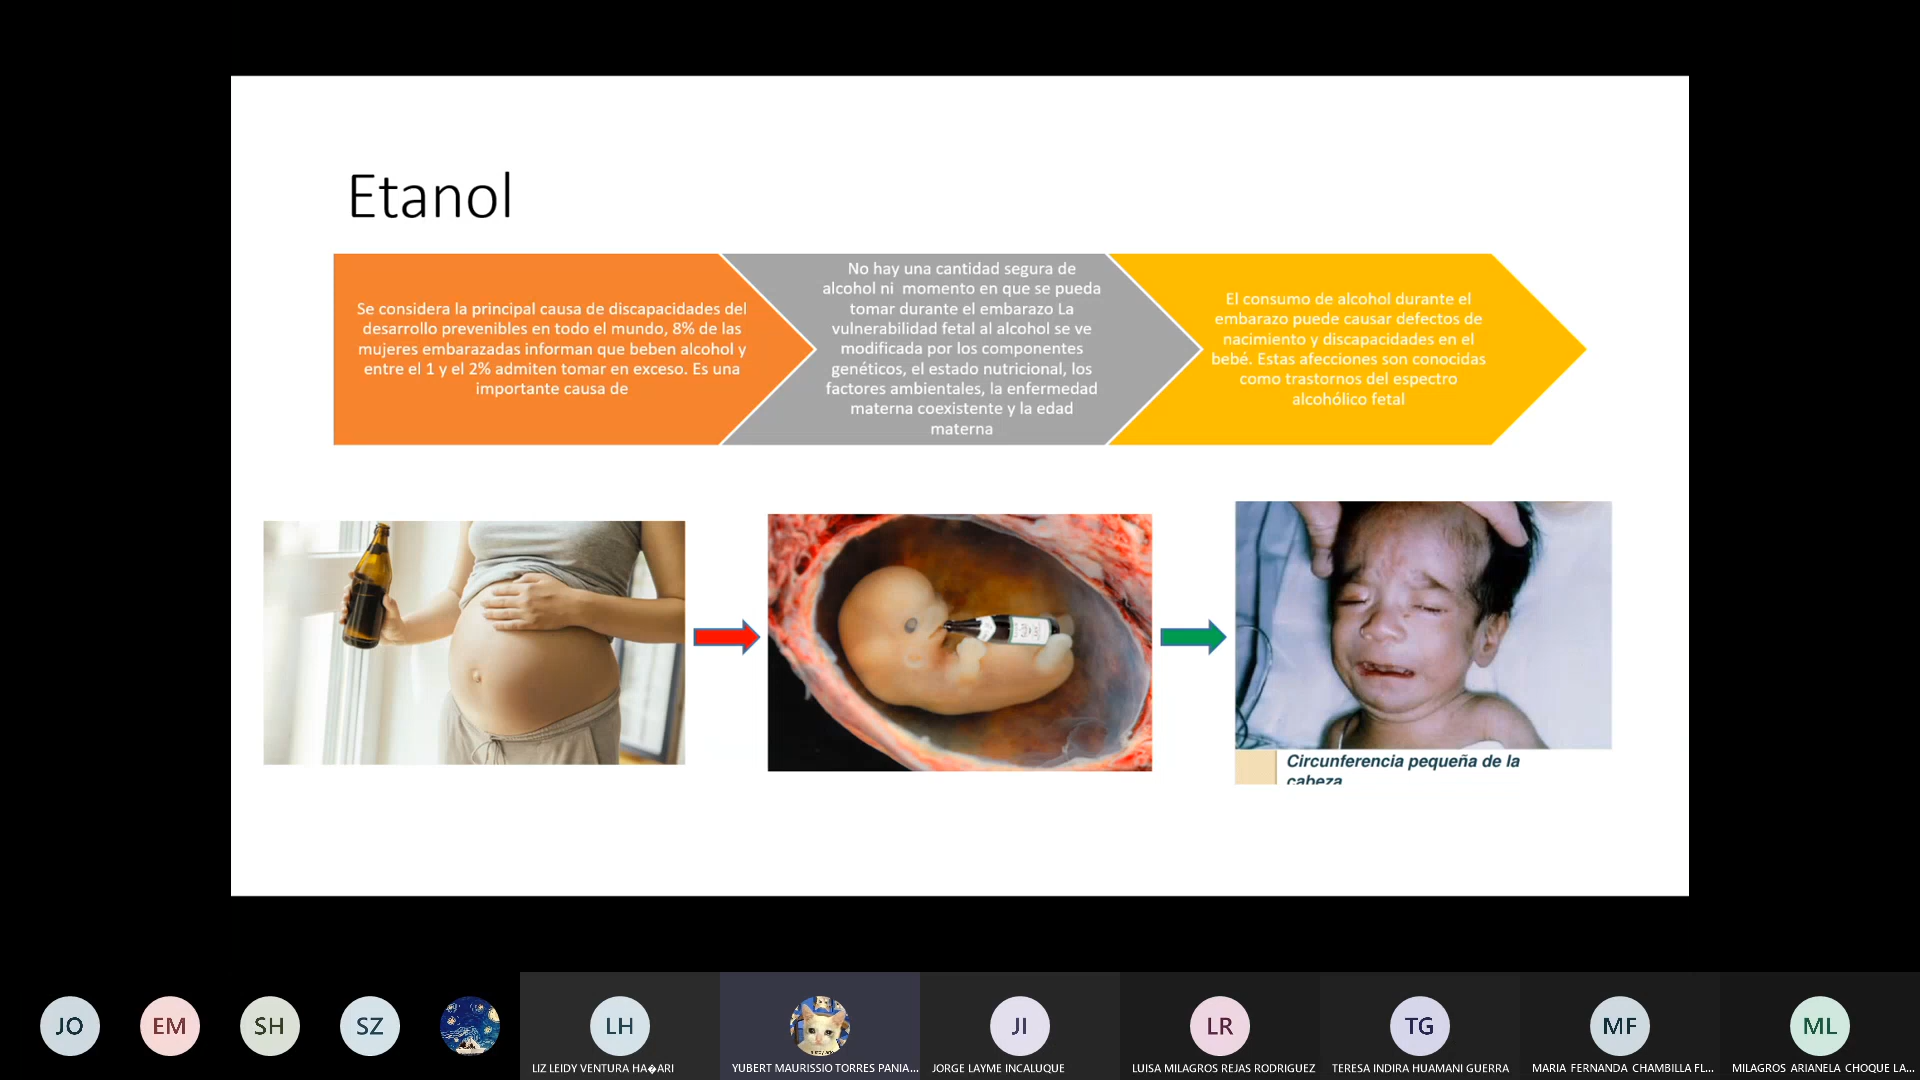 Etanol
Se considera la principal causa de discapacidades del
desarrollo prevenibles en todo el mundo, 8% de las
mujeres embarazadas informan que beben alcohol y
entre el 1 y el 2% admiten tomar en exceso. Es una
importante causa de
No hay una cantidad segura de
alcohol ni  momento en que se pueda
tomar durante el embarazo La
vulnerabilidad fetal al alcohol se ve
modificada por los componentes
genéticos, el estado nutricional, los
factores ambientales, la enfermedad
materna coexistente y la edad
materna
El consumo de alcohol durante el
embarazo puede causar defectos de
nacimiento y discapacidades en el
bebé. Estas afecciones son conocidas
como trastornos del espectro
alcohólico fetal
Circunferencia pequeña de la
cabeza
JO
EM
SH
SZ
LH
JI
LR
TG
MF
ML
LIZ LEIDY VENTURA HA�ARI
YUBERT MAURISSIO TORRES PANIA...
JORGE LAYME INCALUQUE
LUISA MILAGROS REJAS RODRIGUEZ
TERESA INDIRA HUAMANI GUERRA
MARIA FERNANDA CHAMBILLA FL...
MILAGROS ARIANELA CHOQUE LA...